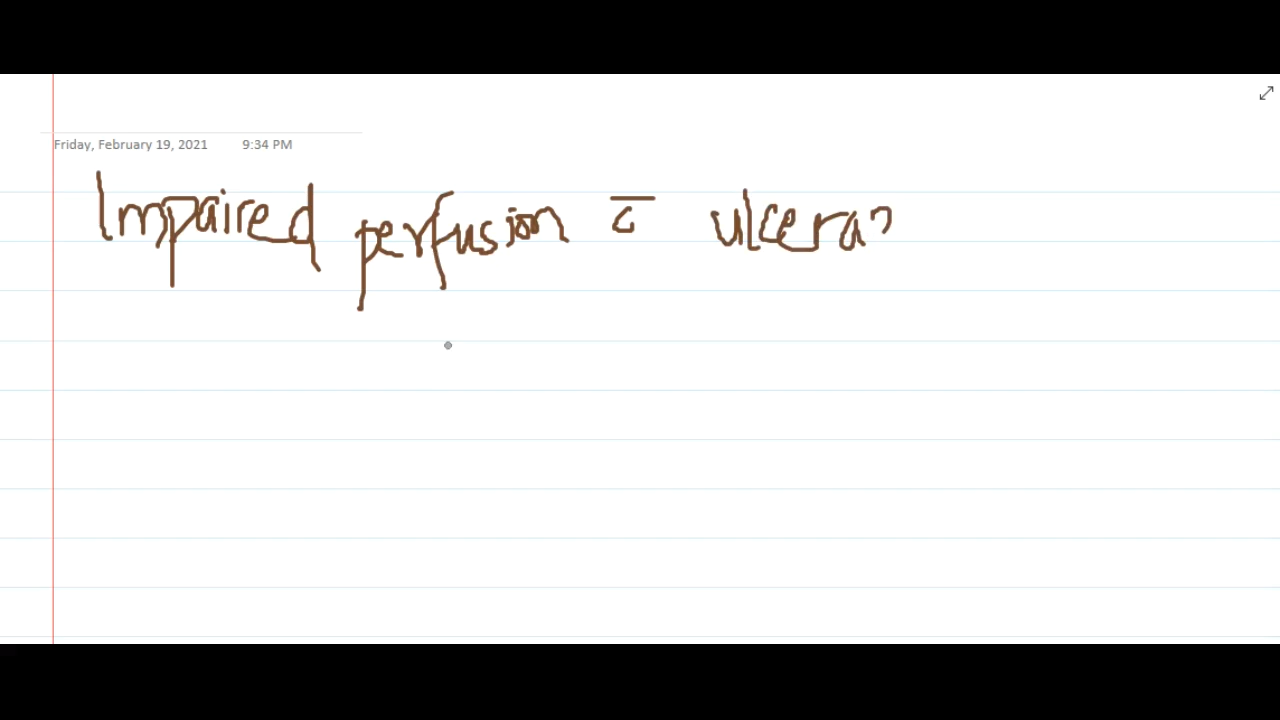 Friday, February 19, 2021 9:34 PM
Impaired perfusion c̄ ulcera